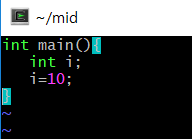 ~/mid
int main(){
   int i;
   i=10;
}
~
~